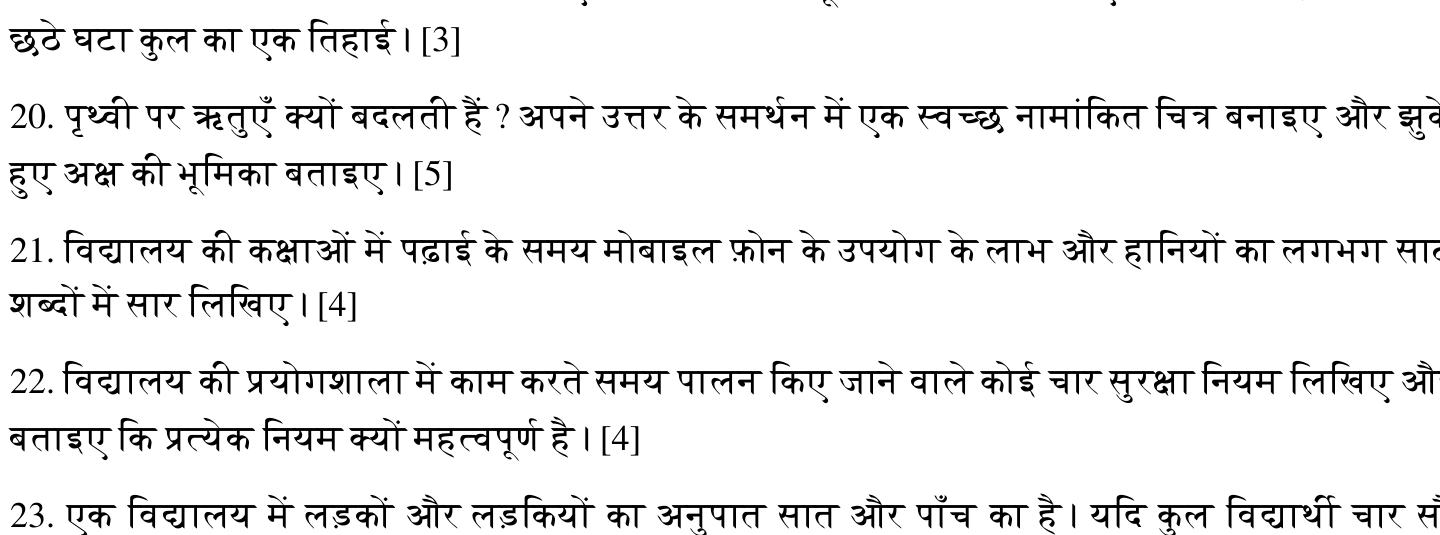 छठे घटा कुल का एक तिहाई। [3]
20. पृथ्वी पर ऋतुएँ क्यों बदलती हैं ? अपने उत्तर के समर्थन में एक स्वच्छ नामांकित चित्र बनाइए और झुके
हुए अक्ष की भूमिका बताइए। [5]
21. विद्यालय की कक्षाओं में पढ़ाई के समय मोबाइल फ़ोन के उपयोग के लाभ और हानियों का लगभग
शब्दों में सार लिखिए। [4]
22. विद्यालय की प्रयोगशाला में काम करते समय पालन किए जाने वाले कोई चार सुरक्षा नियम लिखिए
बताइए कि प्रत्येक नियम क्यों महत्वपूर्ण है। [4]
23. एक विद्यालय में लड़कों और लड़कियों का अनुपात सात और पाँच का है। यदि कुल विद्यार्थी चार